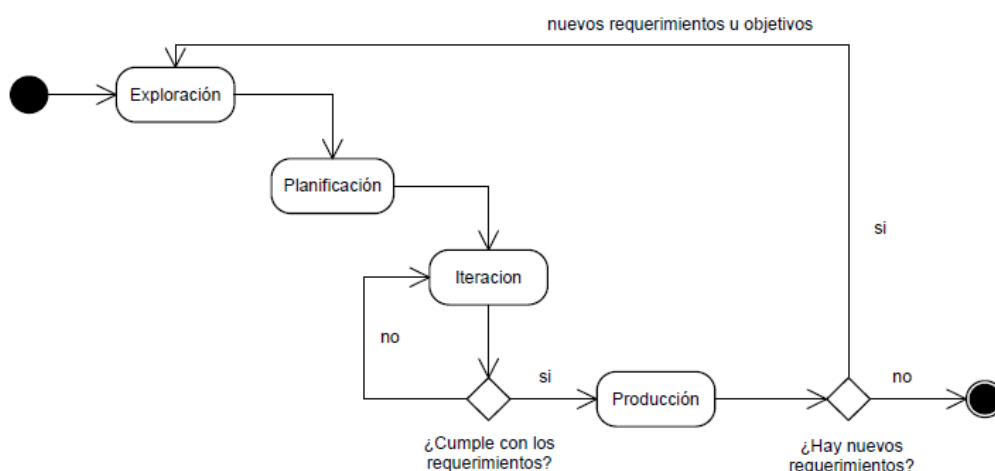 nuevos requerimientos u objetivos
Exploración
Planificación
si
Iteracion
no
si
Producción
no
¿Cumple con los
requerimientos?
¿Hay nuevos
requerimientos?